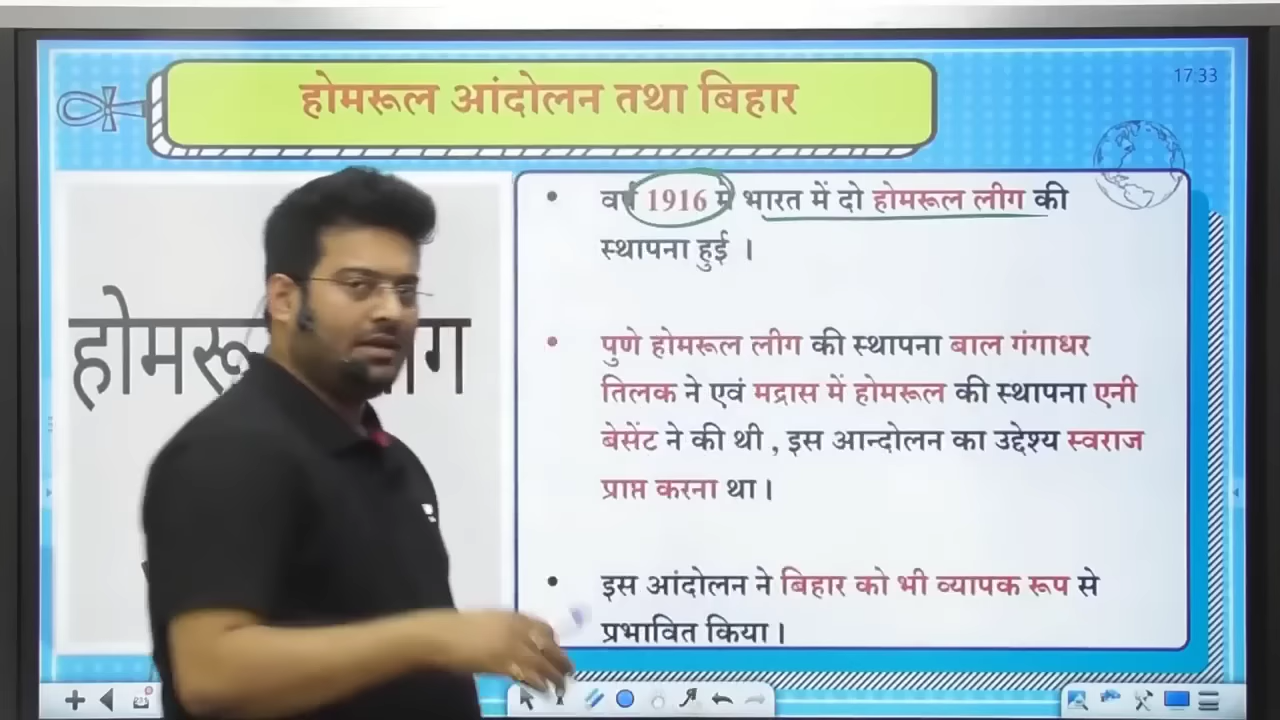 होमरूल आंदोलन तथा बिहार
17:33
वर्ष 1916 में भारत में दो होमरूल लीग की
स्थापना हुई ।
पुणे होमरूल लीग की स्थापना बाल गंगाधर
तिलक ने एवं मद्रास में होमरूल की स्थापना एनी
बेसेंट ने की थी , इस आन्दोलन का उद्देश्य स्वराज
प्राप्त करना था ।
इस आंदोलन ने बिहार को भी व्यापक रूप से
प्रभावित किया ।